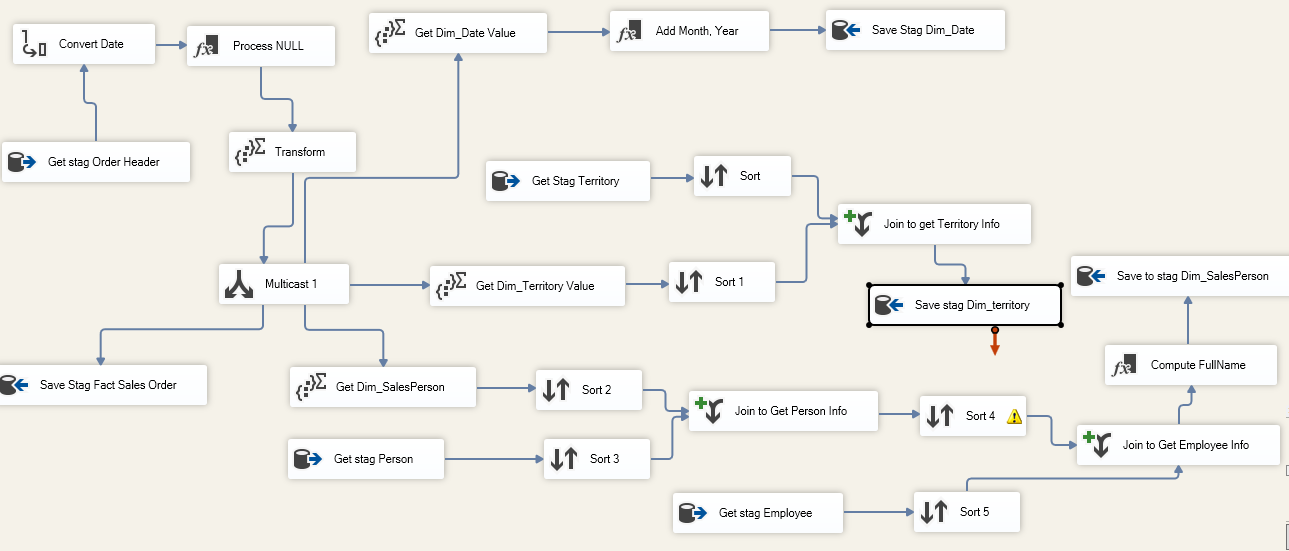 Convert Date
Process NULL
Get Dim_Date Value
Add Month, Year
Save Stag Dim_Date
Get stag Order Header
Transform
Get Stag Territory
Sort
Join to get Territory Info
Multicast 1
Get Dim_Territory Value
Sort 1
Save to stag Dim_SalesPerson
Save stag Dim_territory
Save Stag Fact Sales Order
Get Dim_SalesPerson
Sort 2
Compute FullName
Join to Get Person Info
Sort 4
Get stag Person
Sort 3
Join to Get Employee Info
Get stag Employee
Sort 5